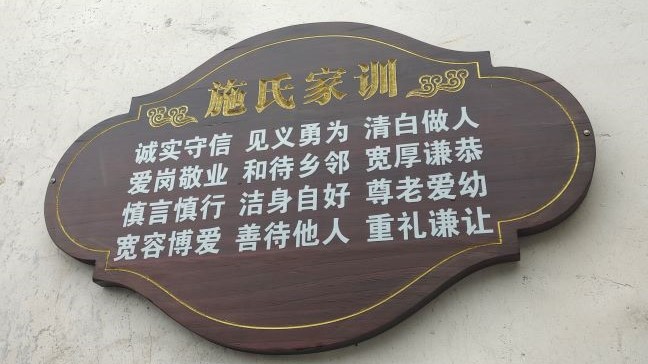 施氏家训
诚实守信 见义勇为 清白做人
爱岗敬业 和待乡邻 宽厚谦恭
慎言慎行 洁身自好 尊老爱幼
宽容博爱 善待他人 重礼谦让